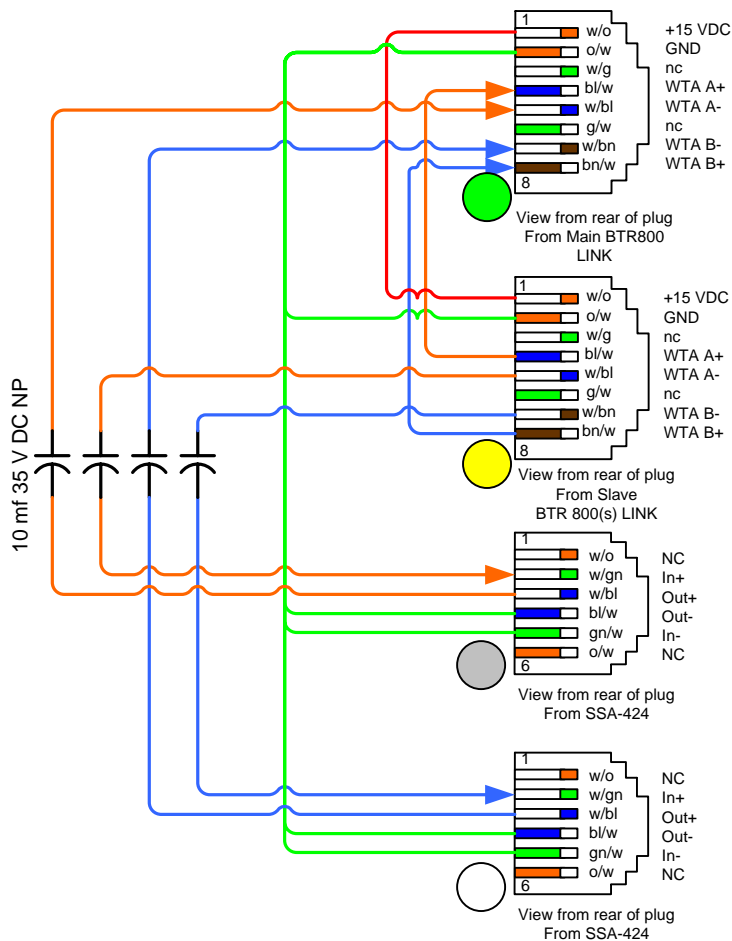 1
w/o +15 VDC
o/w GND
w/g nc
bl/w WTA A+
w/bl WTA A-
g/w nc
w/bn WTA B-
bn/w WTA B+
8
View from rear of plug
From Main BTR800
LINK
1
w/o +15 VDC
o/w GND
w/g nc
bl/w WTA A+
w/bl WTA A-
g/w nc
w/bn WTA B-
bn/w WTA B+
8
View from rear of plug
From Slave
BTR 800(s) LINK
10 mf 35 V DC NP
1
w/o NC
w/gn In+
w/bl Out+
bl/w Out-
gn/w In-
o/w NC
6
View from rear of plug
From SSA-424
1
w/o NC
w/gn In+
w/bl Out+
bl/w Out-
gn/w In-
o/w NC
6
View from rear of plug
From SSA-424